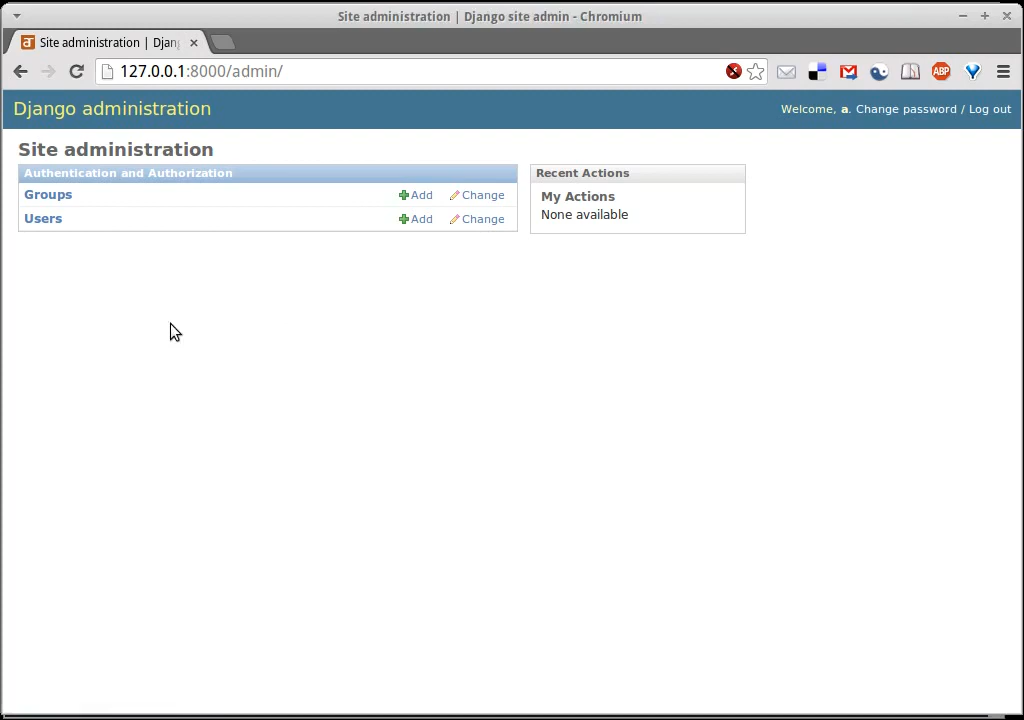 Site administration | Django site admin - Chromium
Site administration | Djan
127.0.0.1:8000/admin/
ABP
Django administration
Welcome, a. Change password / Log out
Site administration
Authentication and Authorization
Groups Add Change
Users Add Change
Recent Actions
My Actions
None available